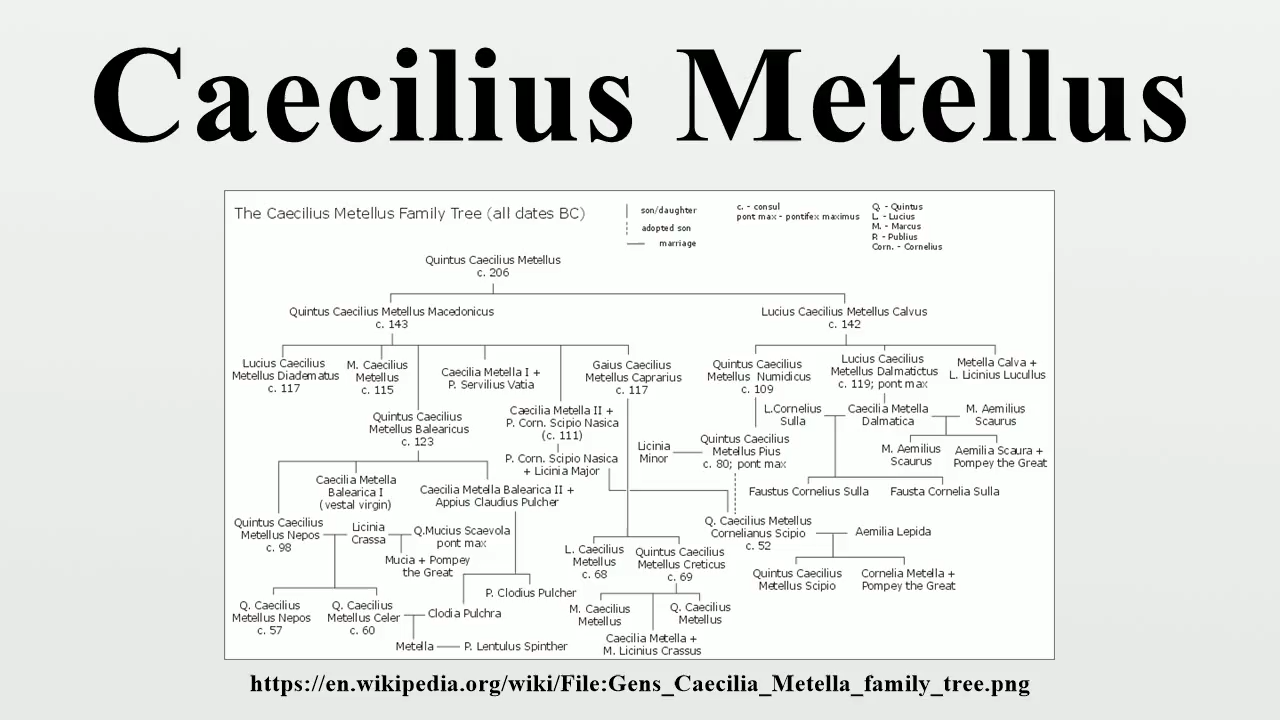 Caecilius Metellus
The Caecilius Metellus Family Tree (all dates BC)
son/daughter
adopted son
marriage
c. - consul
pont max - pontifex maximus
Q. - Quintus
L. - Lucius
M. - Marcus
P. - Publius
Corn. - Cornelius
Quintus Caecilius Metellus
c. 206
Quintus Caecilius Metellus Macedonicus
c. 143
Lucius Caecilius Metellus Calvus
c. 142
Lucius Caecilius
Metellus Diadematus
c. 117
M. Caecilius
Metellus
c. 115
Caecilia Metella I +
P. Servilius Vatia
Gaius Caecilius
Metellus Caprarius
c. 117
Quintus Caecilius
Metellus Numidicus
c. 109
Lucius Caecilius
Metellus Dalmatictus
c. 119; pont max
Metella Calva +
L. Licinius Lucullus
Quintus Caecilius
Metellus Balearicus
c. 123
Caecilia Metella II +
P. Corn. Scipio Nasica
(c. 111)
L.Cornelius
Sulla
Caecilia Metella
Dalmatica
M. Aemilius
Scaurus
P. Corn. Scipio Nasica
+ Licinia Major
Licinia
Minor
Quintus Caecilius
Metellus Pius
c. 80; pont max
M. Aemilius
Scaurus
Aemilia Scaura +
Pompey the Great
Caecilia Metella
Balearica I
(vestal virgin)
Caecilia Metella Balearica II +
Appius Claudius Pulcher
Faustus Cornelius Sulla
Fausta Cornelia Sulla
Quintus Caecilius
Metellus Nepos
c. 98
Licinia
Crassa
Q.Mucius Scaevola
pont max
Mucia + Pompey
the Great
L. Caecilius
Metellus
c. 68
Quintus Caecilius
Metellus Creticus
c. 69
Q. Caecilius Metellus
Cornelianus Scipio
c. 52
Aemilia Lepida
Quintus Caecilius
Metellus Scipio
Cornelia Metella +
Pompey the Great
P. Clodius Pulcher
Q. Caecilius
Metellus Nepos
c. 57
Q. Caecilius
Metellus Celer
c. 60
Clodia Pulchra
M. Caecilius
Metellus
Q. Caecilius
Metellus
Metella
P. Lentulus Spinther
Caecilia Metella +
M. Licinius Crassus
https://en.wikipedia.org/wiki/File:Gens_Caecilia_Metella_family_tree.png